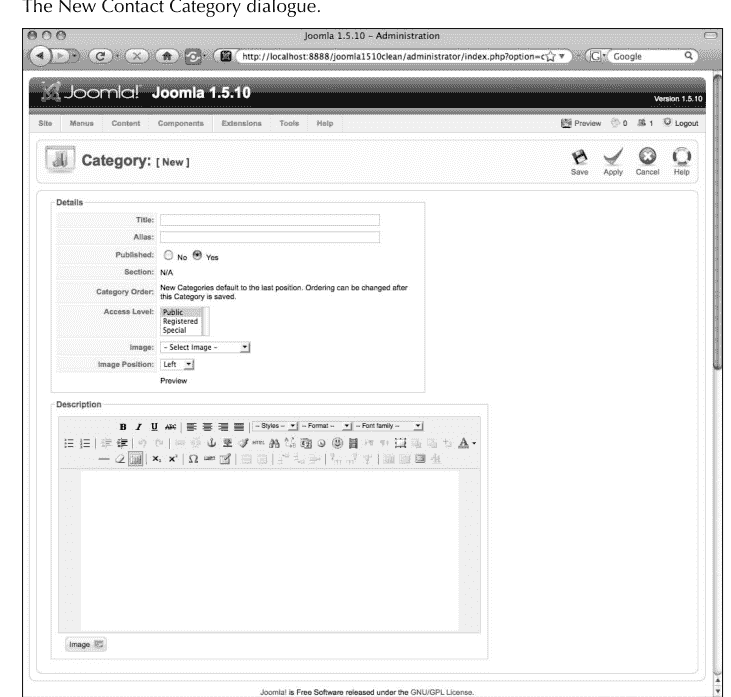 The New Contact Category dialogue.
Joomla 1.5.10 – Administration
http://localhost:8888/joomla1510clean/administrator/index.php?option=c
G Google
Joomla! Joomla 1.5.10
Version 1.5.10
Site Menus Content Components Extensions Tools Help Preview 0 1 Logout
Category: [ New ]
Save Apply Cancel Help
Details
Title:
Alias:
Published: No Yes
Section: N/A
Category Order: New Categories default to the last position. Ordering can be changed after
this Category is saved.
Access Level: Public
Registered
Special
Image: - Select Image -
Image Position: Left
Preview
Description
B I U ABC -- Styles -- -- Format -- -- Font family --
HTML A
x₂ x² Ω
Image
Joomla! is Free Software released under the GNU/GPL License.